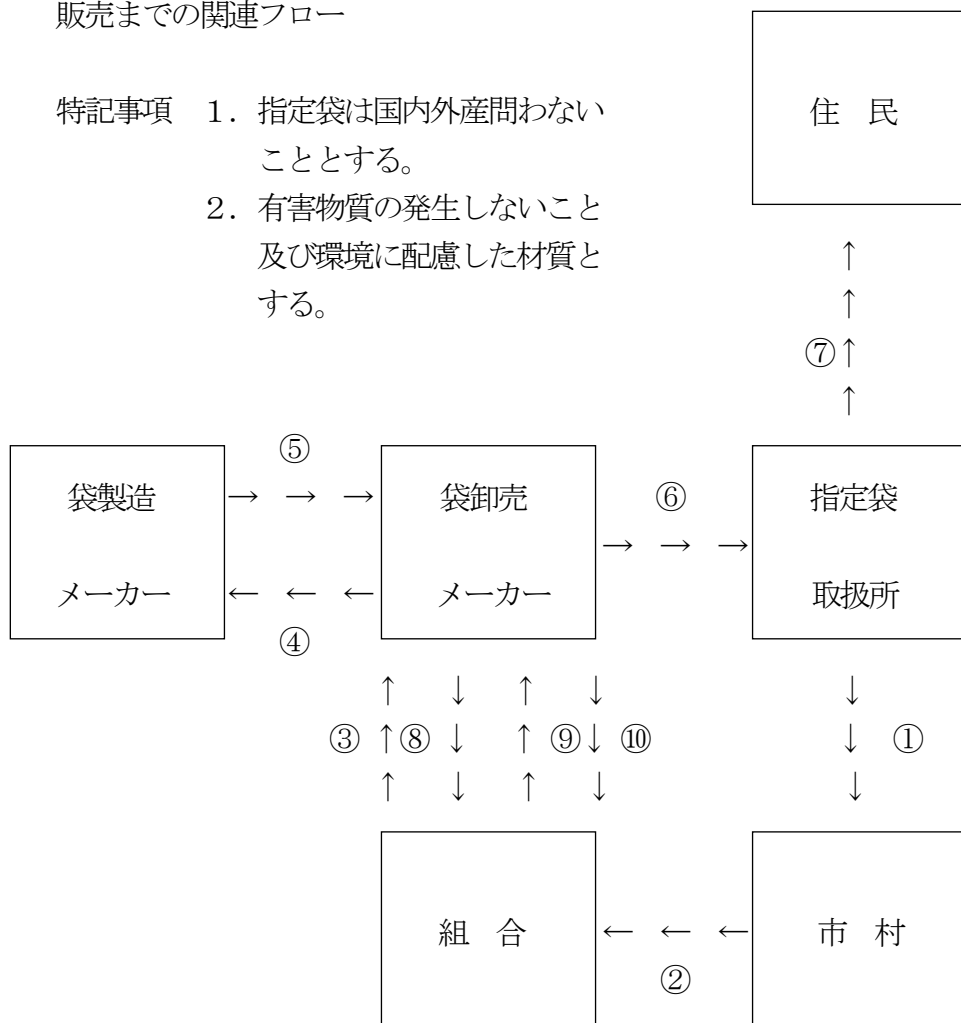 販売までの関連フロー
特記事項　１．指定袋は国内外産問わない
こととする。
２．有害物質の発生しないこと
及び環境に配慮した材質と
する。
住　民
↑
↑
⑦↑
↑
⑤
袋製造
→　→　→
袋卸売
⑥
→　→　→
指定袋
メーカー
←　←　←
メーカー
取扱所
④
↑　↓　↑　↓　↓
③　↑⑧　↓　↑　⑨↓　⑩　↓　①
↑　↓　↑　↓　↓
組　合
←　←　←
市　村
②